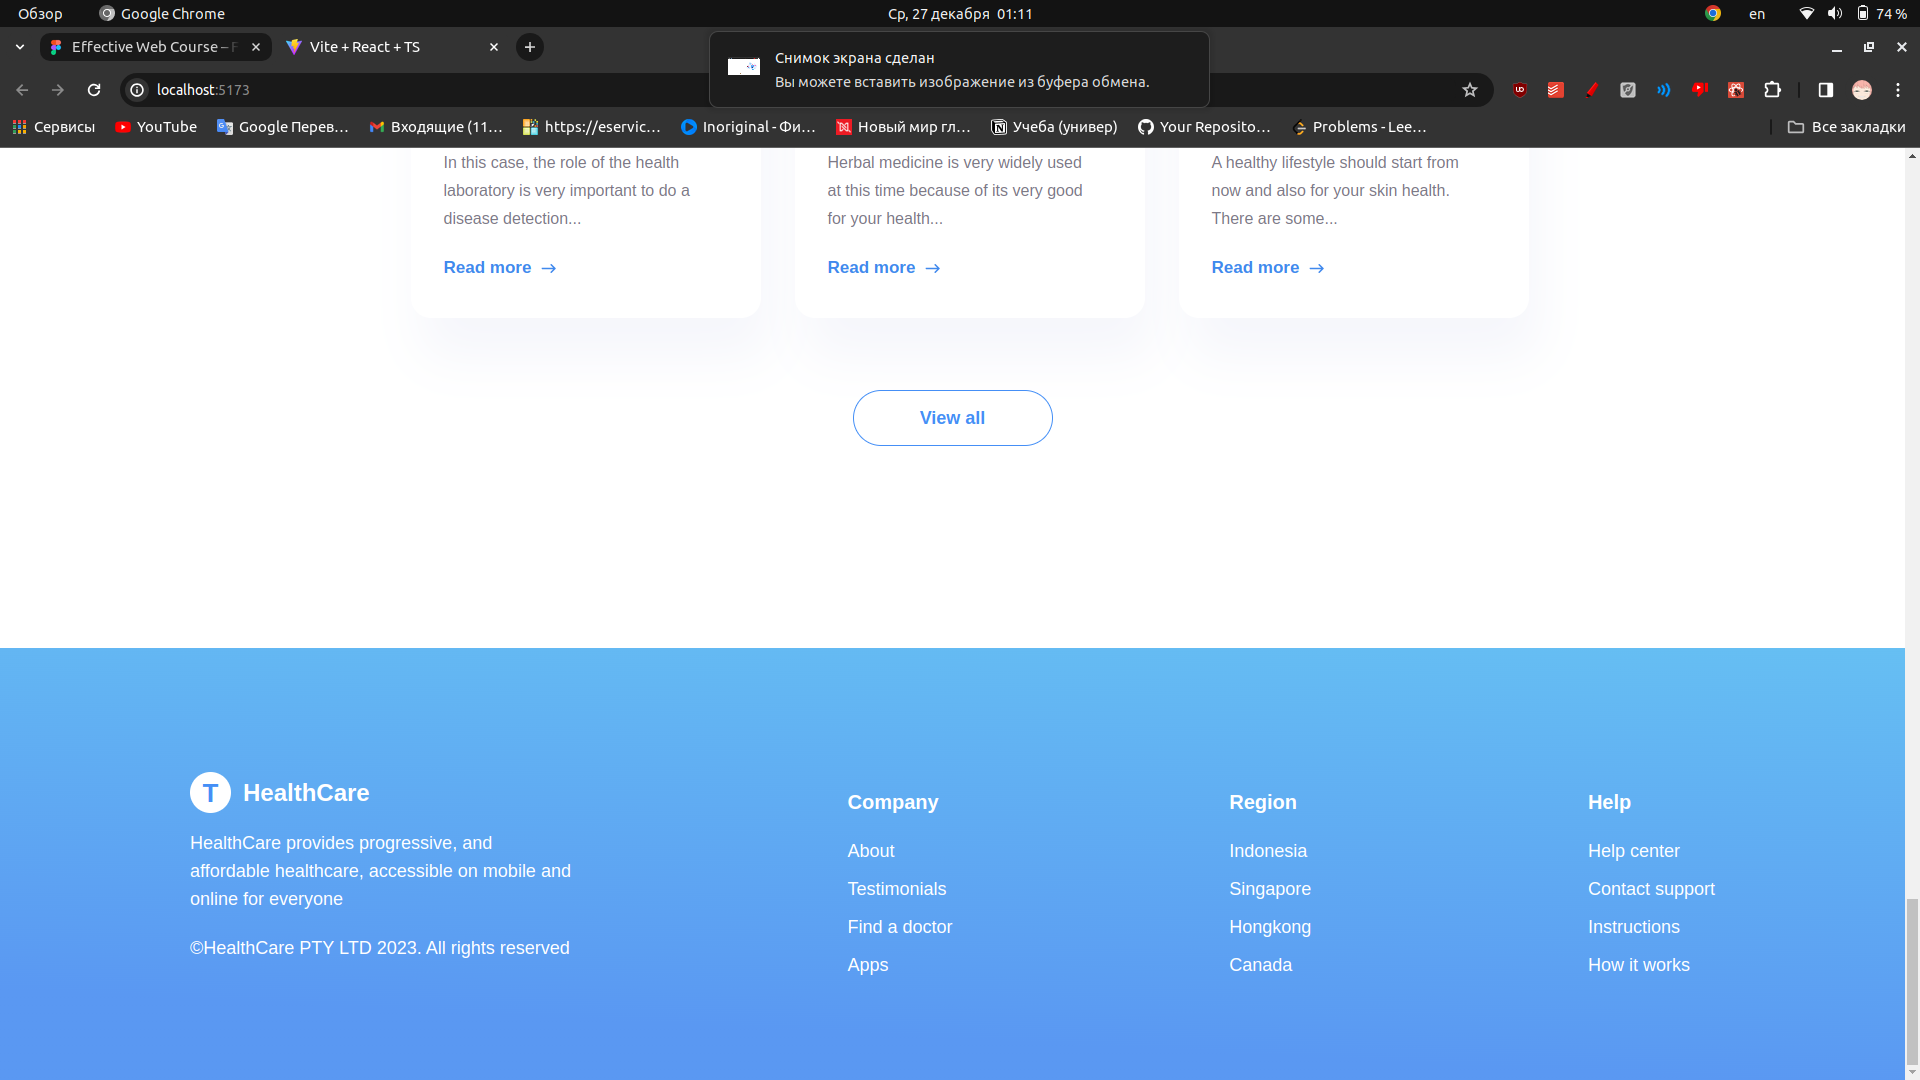 Обзор
Google Chrome
Ср, 27 декабря 01:11
en
74 %
Effective Web Course – F
Vite + React + TS
Снимок экрана сделан
Вы можете вставить изображение из буфера обмена.
localhost:5173
Сервисы
YouTube
Google Перев…
Входящие (11…
https://eservic…
Inoriginal - Фи…
Новый мир гл…
Учеба (универ)
Your Reposito…
Problems - Lee…
Все закладки
In this case, the role of the health
laboratory is very important to do a
disease detection...
Read more →
Herbal medicine is very widely used
at this time because of its very good
for your health...
Read more →
A healthy lifestyle should start from
now and also for your skin health.
There are some...
Read more →
View all
T HealthCare
HealthCare provides progressive, and
affordable healthcare, accessible on mobile and
online for everyone
©HealthCare PTY LTD 2023. All rights reserved
Company
About
Testimonials
Find a doctor
Apps
Region
Indonesia
Singapore
Hongkong
Canada
Help
Help center
Contact support
Instructions
How it works